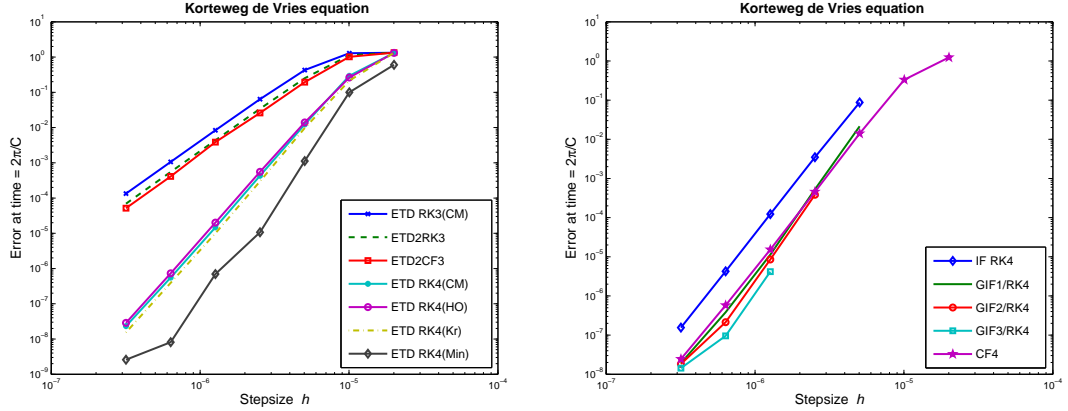 Korteweg de Vries equation
Error at time = 2π/C
10^1
10^0
10^-1
10^-2
10^-3
10^-4
10^-5
10^-6
10^-7
10^-8
10^-9
ETD RK3(CM)
ETD2RK3
ETD2CF3
ETD RK4(CM)
ETD RK4(HO)
ETD RK4(Kr)
ETD RK4(Min)
10^-7 10^-6 10^-5 10^-4
Stepsize h
Korteweg de Vries equation
Error at time = 2π/C
10^1
10^0
10^-1
10^-2
10^-3
10^-4
10^-5
10^-6
10^-7
10^-8
IF RK4
GIF1/RK4
GIF2/RK4
GIF3/RK4
CF4
10^-7 10^-6 10^-5 10^-4
Stepsize h